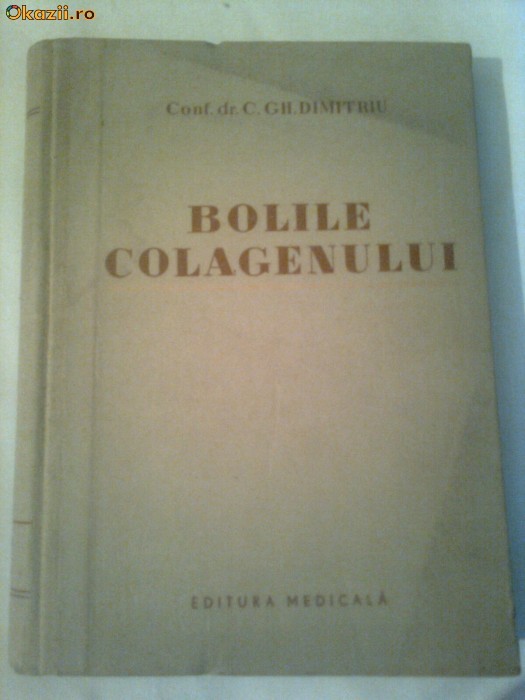 Okazii.ro
Conf. dr. C. GH. DIMITRIU
BOLILE
COLAGENULUI
EDITURA MEDICALĂ